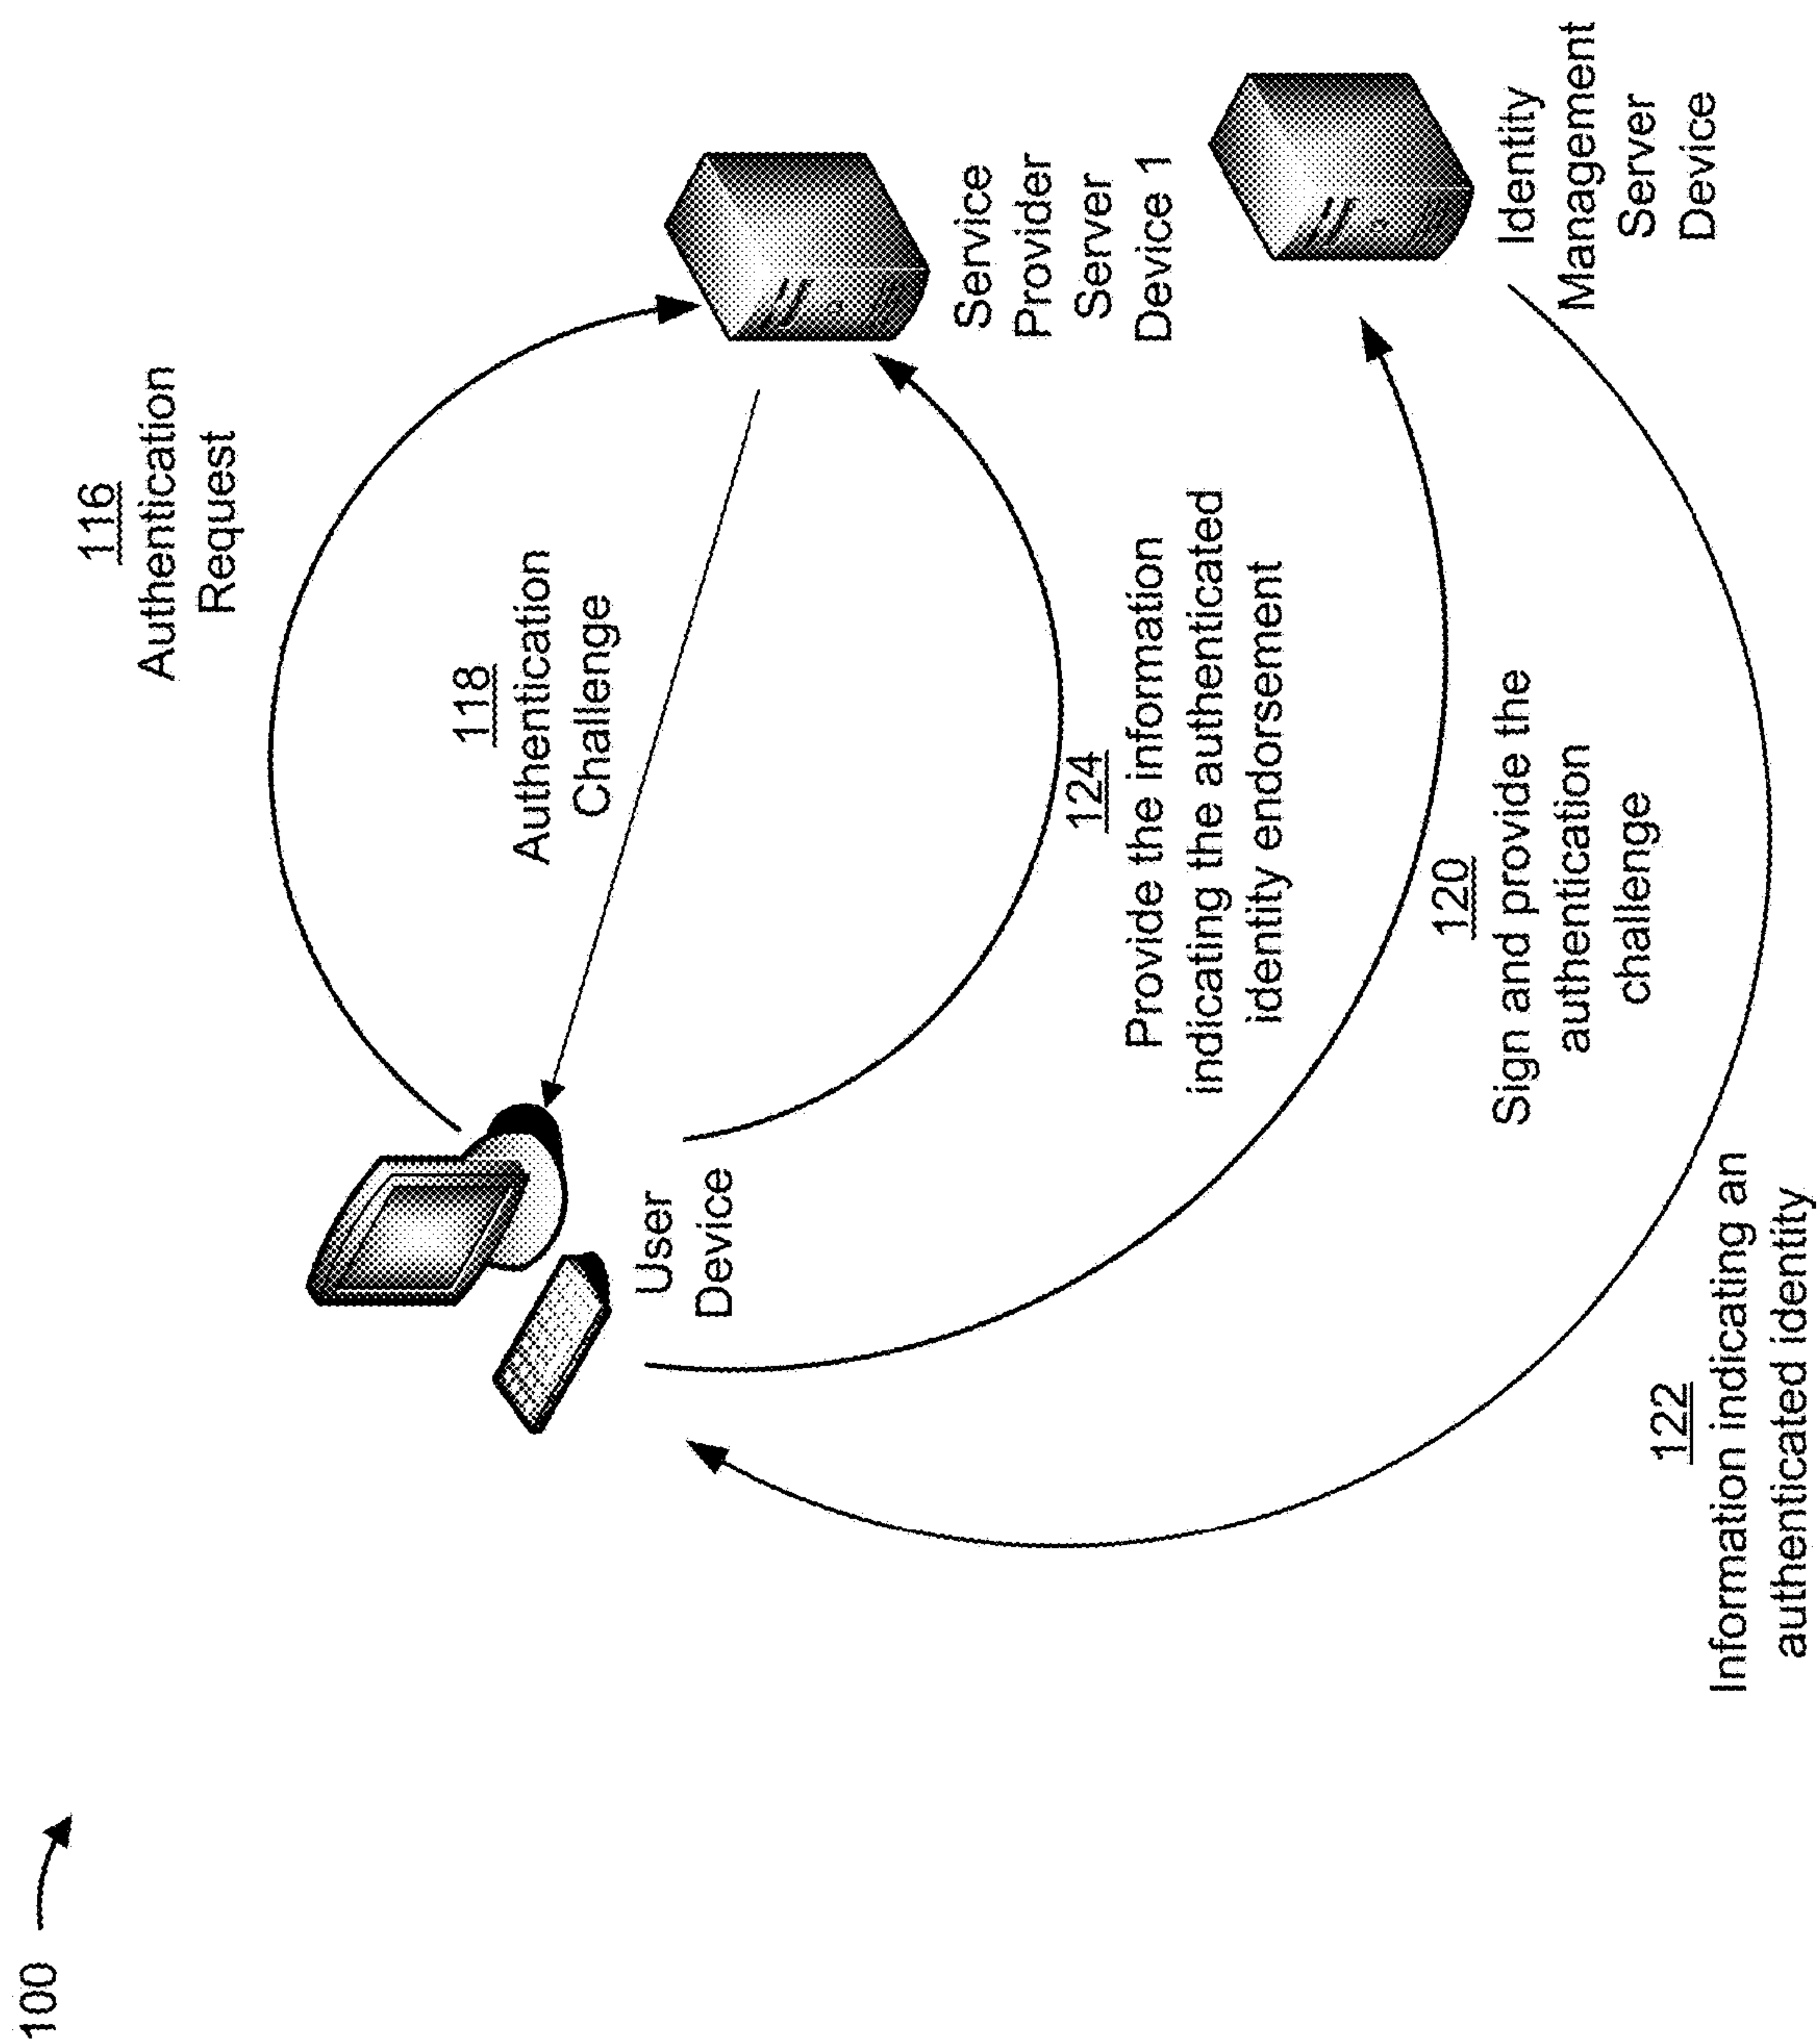 100
116
Authentication
Request
118
Authentication
Challenge
User
Device
Service
Provider
Server
Device 1
124
Provide the information
indicating the authenticated
identity endorsement
120
Sign and provide the
authentication
challenge
Identity
Management
Server
Device
122
Information indicating an
authenticated identity